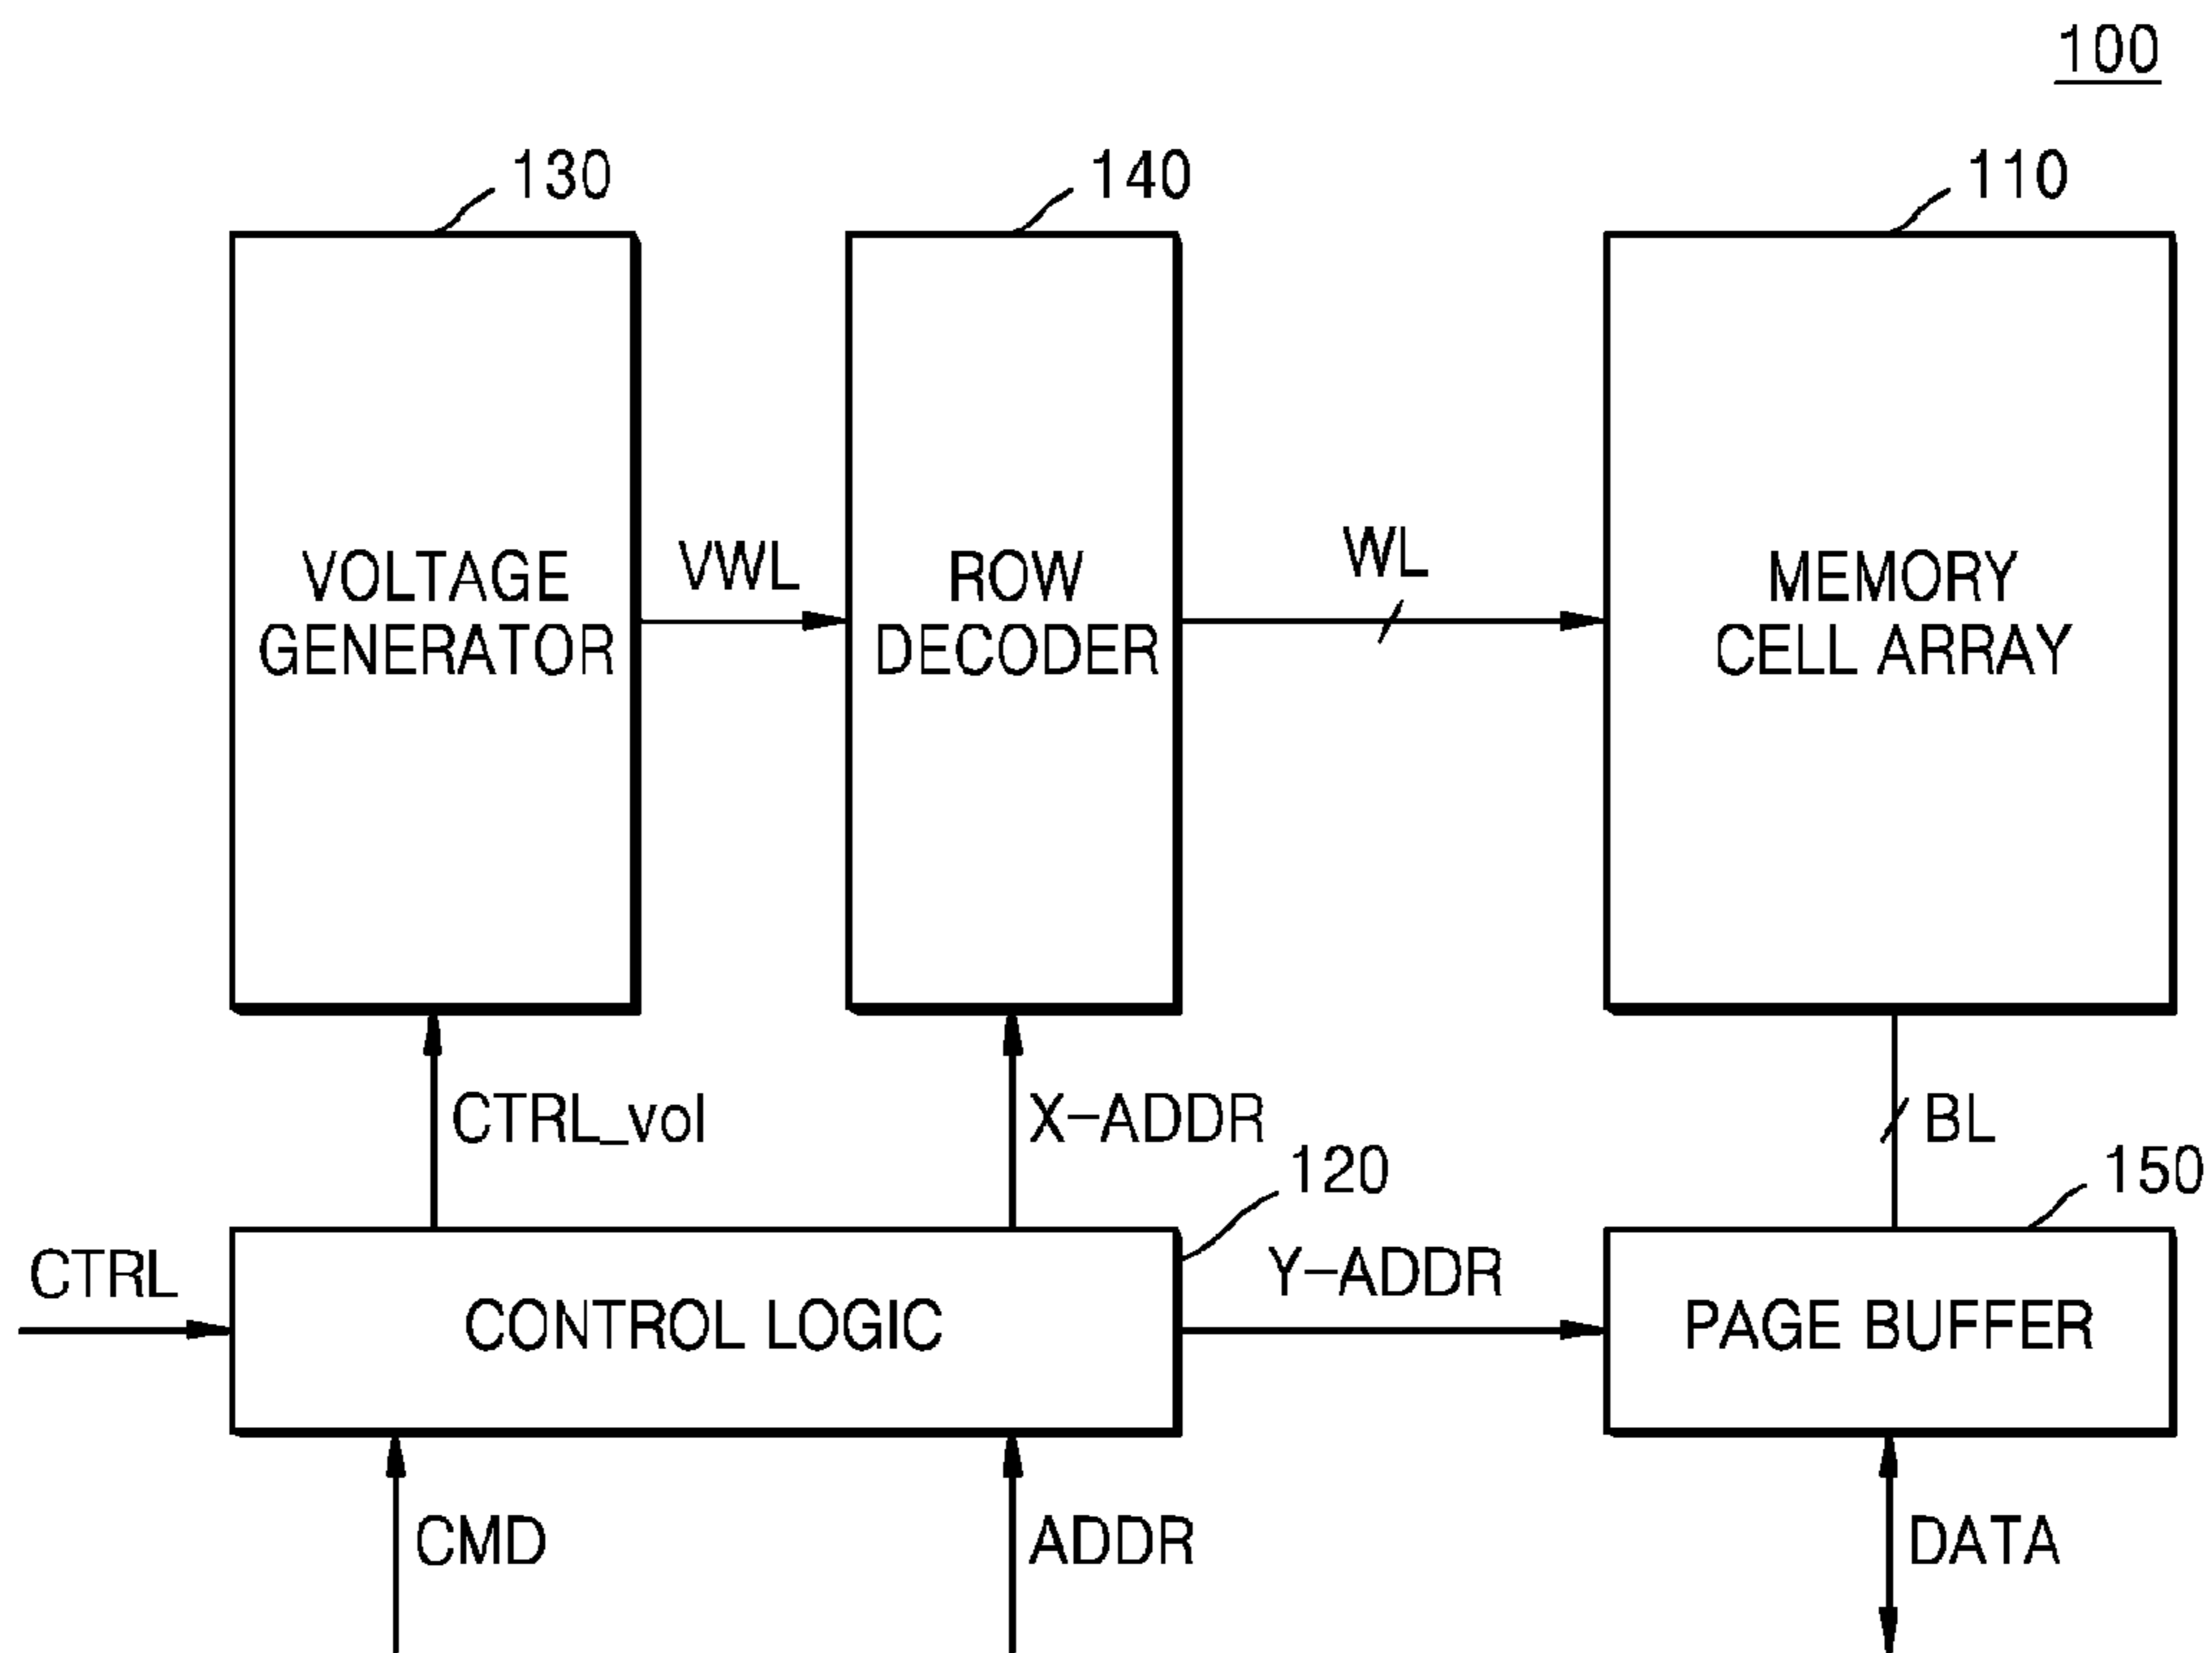 100
130
140
110
VOLTAGE
GENERATOR
VWL
ROW
DECODER
WL
MEMORY
CELL ARRAY
CTRL_vol
X-ADDR
BL
120
150
CTRL
CONTROL LOGIC
Y-ADDR
PAGE BUFFER
CMD
ADDR
DATA